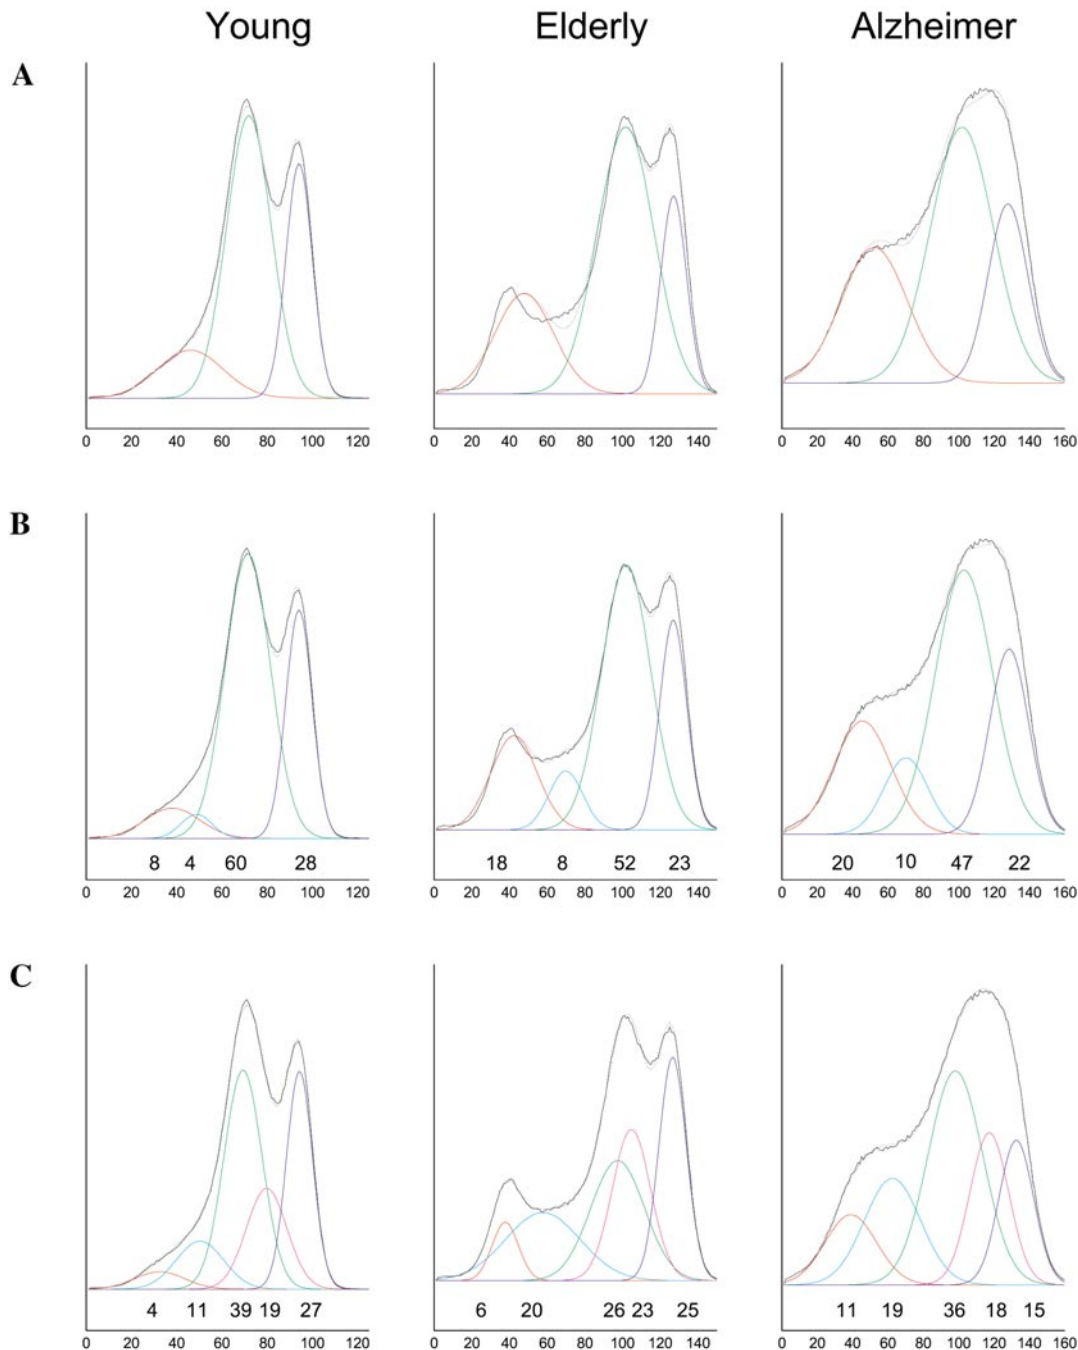 Young Elderly Alzheimer
A
0 20 40 60 80 100 120 0 20 40 60 80 100 120 140 0 20 40 60 80 100 120 140 160
B
8 4 60 28 18 8 52 23 20 10 47 22
0 20 40 60 80 100 120 0 20 40 60 80 100 120 140 0 20 40 60 80 100 120 140 160
C
4 11 39 19 27 6 20 26 23 25 11 19 36 18 15
0 20 40 60 80 100 120 0 20 40 60 80 100 120 140 0 20 40 60 80 100 120 140 160